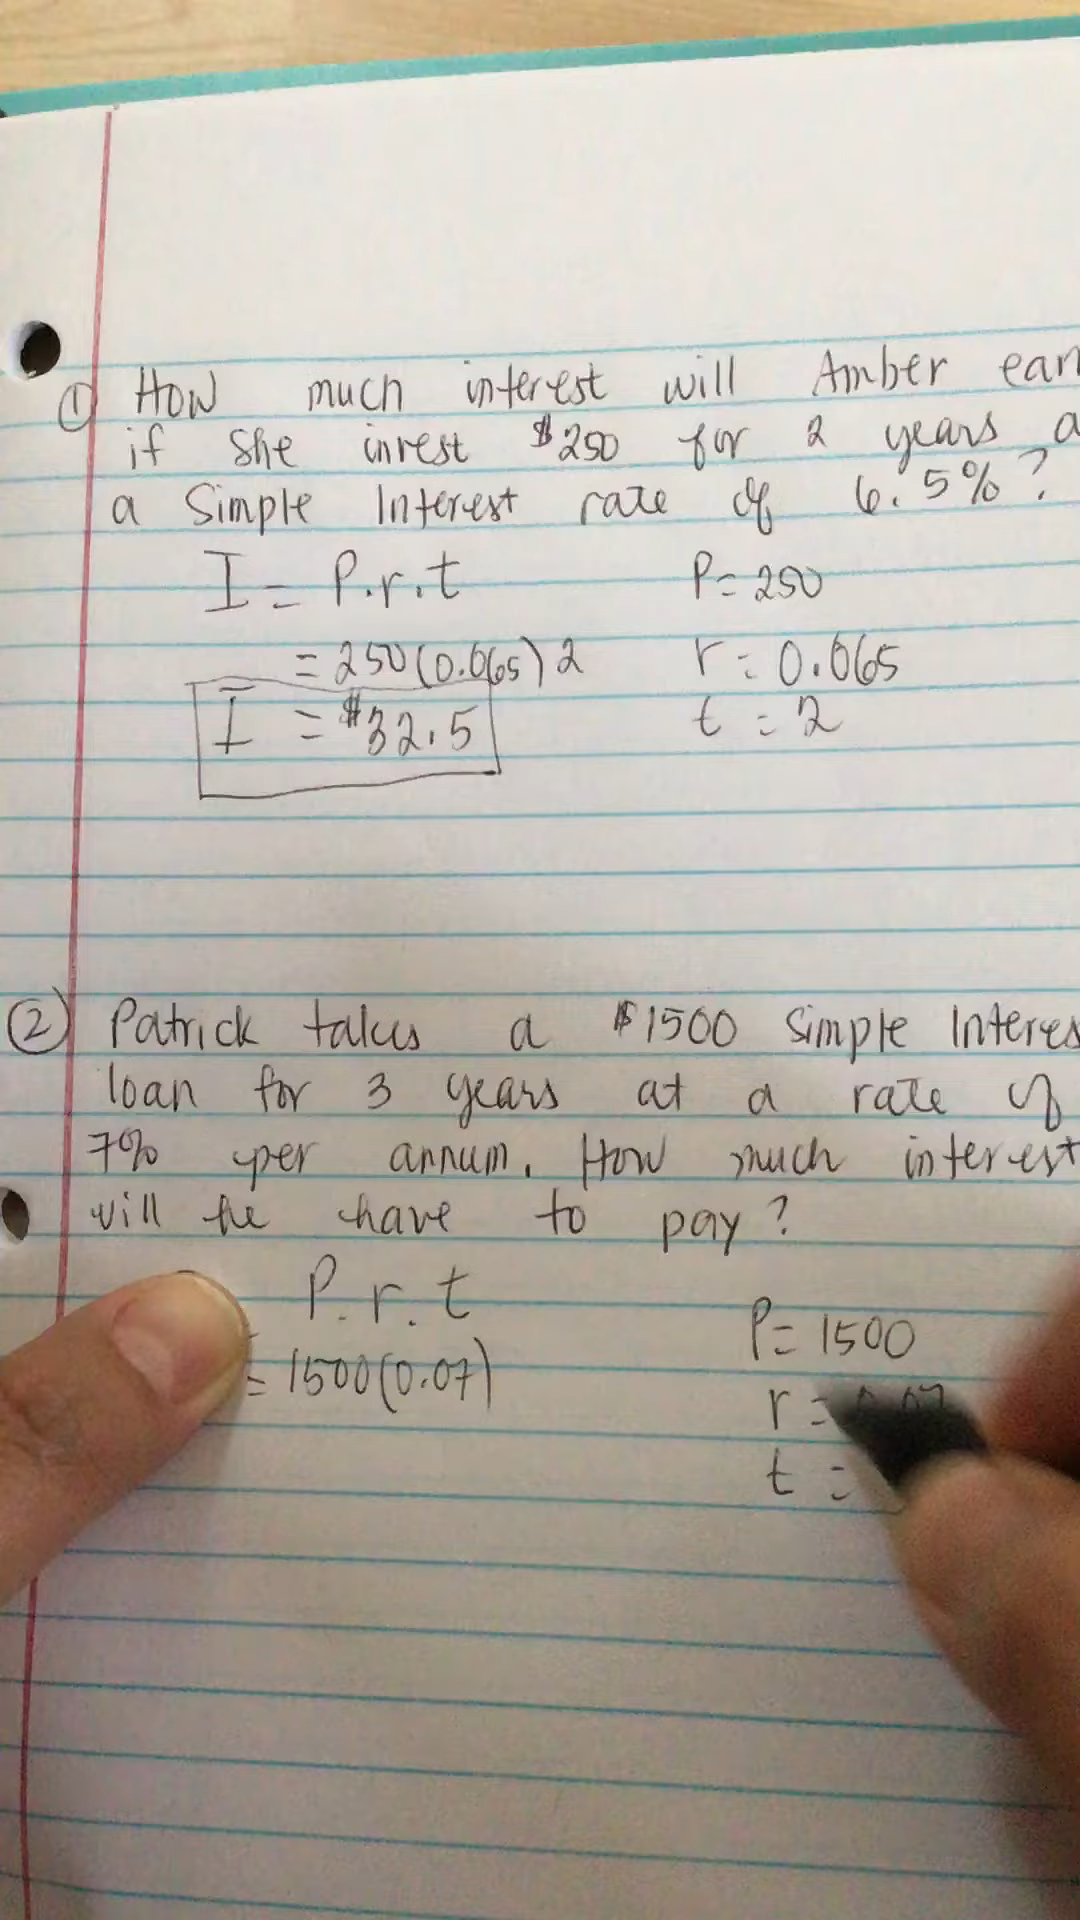 ① How much interest will Amber earn
if she invest $250 for 2 years a
a Simple Interest rate of 6.5%?
I = P.r.t P= 250
= 250(0.065)2 r = 0.065
I = $32.5 t = 2
② Patrick takes a $1500 Simple Interes
loan for 3 years at a rate of
7% per annum. How much interest
will he have to pay?
P.r.t P= 1500
= 1500(0.07) r =
t =